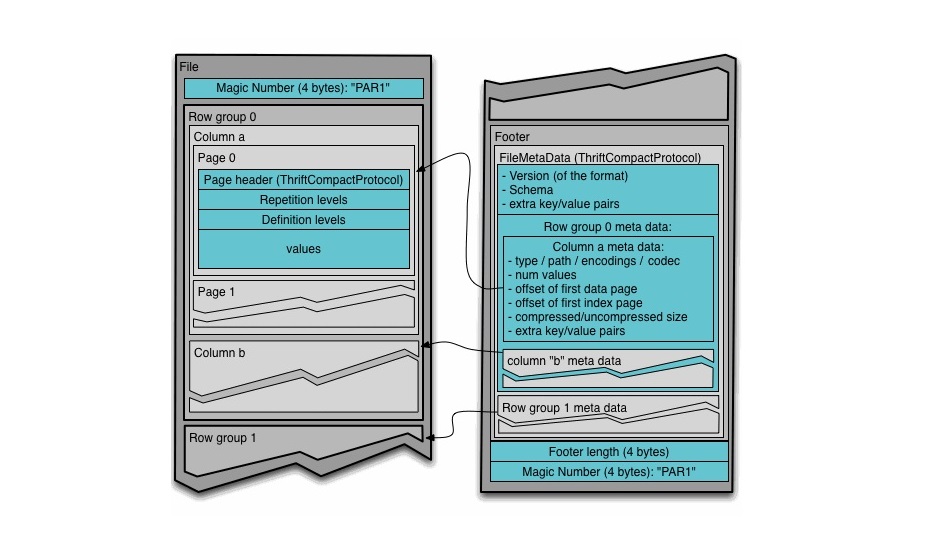 File
Magic Number (4 bytes): "PAR1"
Row group 0
Column a
Page 0
Page header (ThriftCompactProtocol)
Repetition levels
Definition levels
values
Page 1
Column b
Row group 1
Footer
FileMetaData (ThriftCompactProtocol)
- Version (of the format)
- Schema
- extra key/value pairs
Row group 0 meta data:
Column a meta data:
- type / path / encodings / codec
- num values
- offset of first data page
- offset of first index page
- compressed/uncompressed size
- extra key/value pairs
column "b" meta data
Row group 1 meta data
Footer length (4 bytes)
Magic Number (4 bytes): "PAR1"